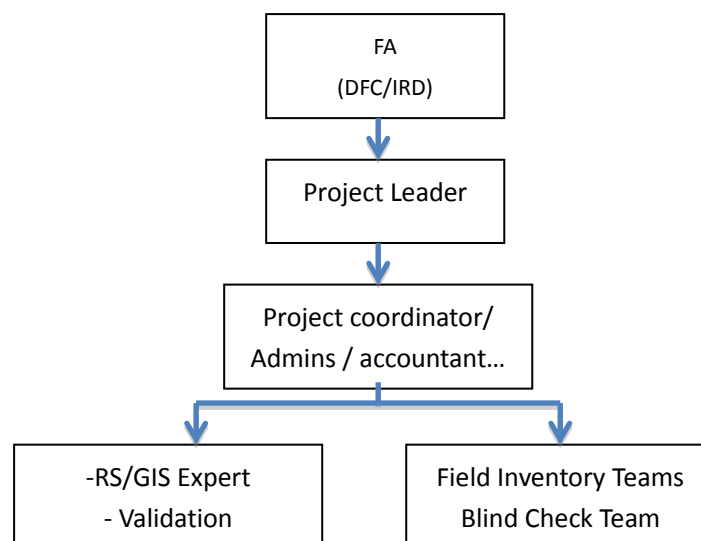 FA
(DFC/IRD)
Project Leader
Project coordinator/
Admins / accountant…
-RS/GIS Expert
- Validation
Field Inventory Teams
Blind Check Team